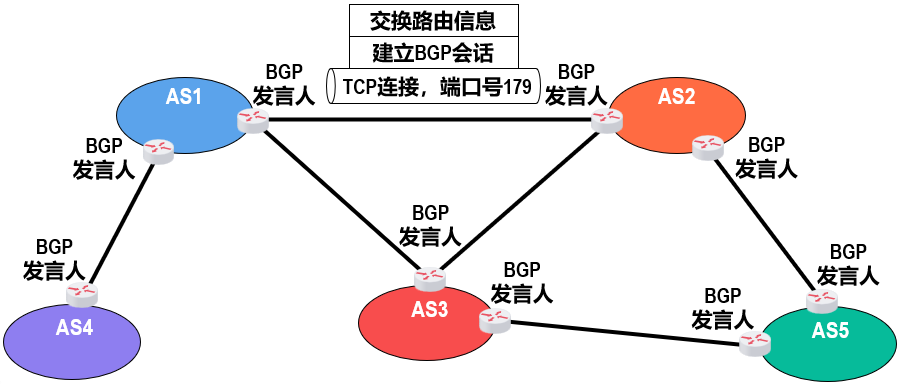 交换路由信息
建立BGP会话
TCP连接，端口号179
BGP
发言人
BGP
发言人
AS1
AS2
BGP
发言人
BGP
发言人
BGP
发言人
BGP
发言人
BGP
发言人
BGP
发言人
BGP
发言人
AS3
AS4
AS5